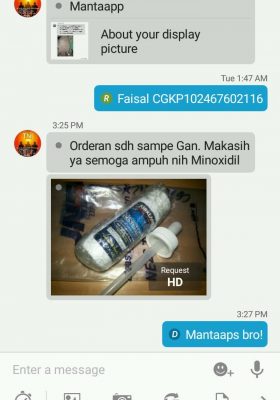 Mantaapp
About your display
picture
Tue 1:47 AM
R Faisal CGKP102467602116
3:25 PM
Orderan sdh sampe Gan. Makasih
ya semoga ampuh nih Minoxidil
Request
HD
3:27 PM
D Mantaaps bro!
Enter a message